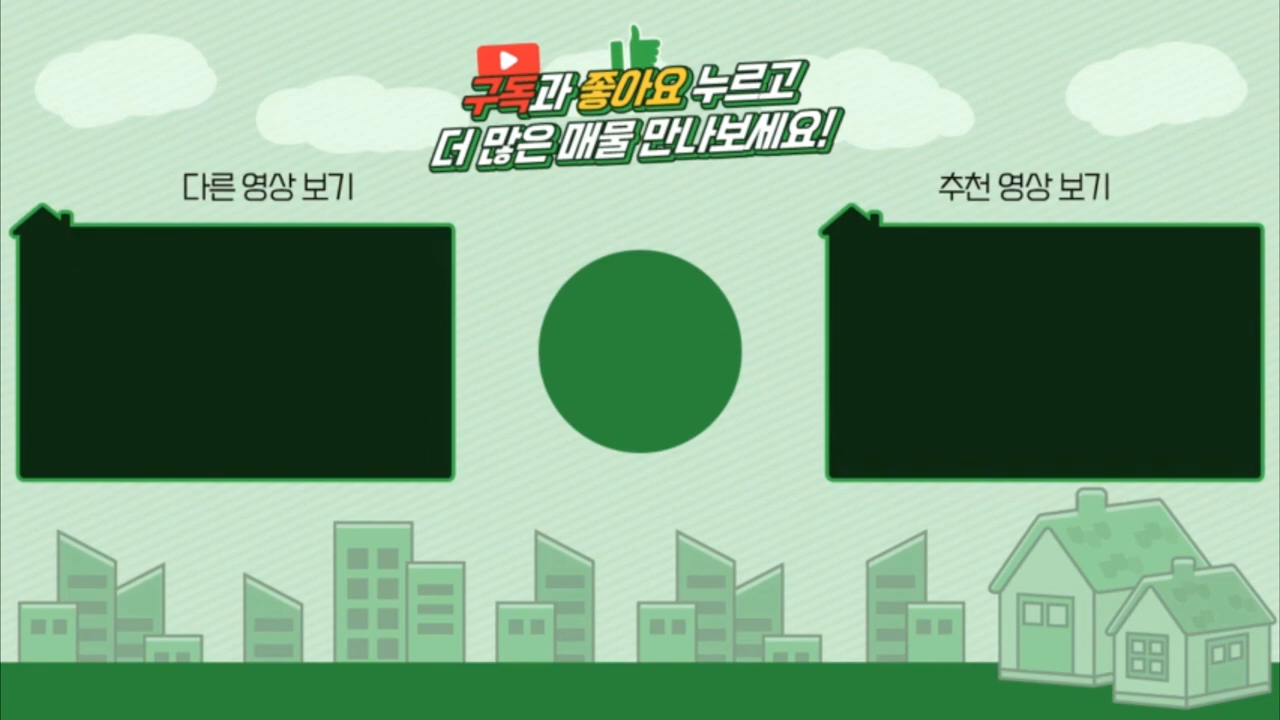 구독과 좋아요 누르고
더 많은 매물 만나보세요!
다른 영상 보기
추천 영상 보기